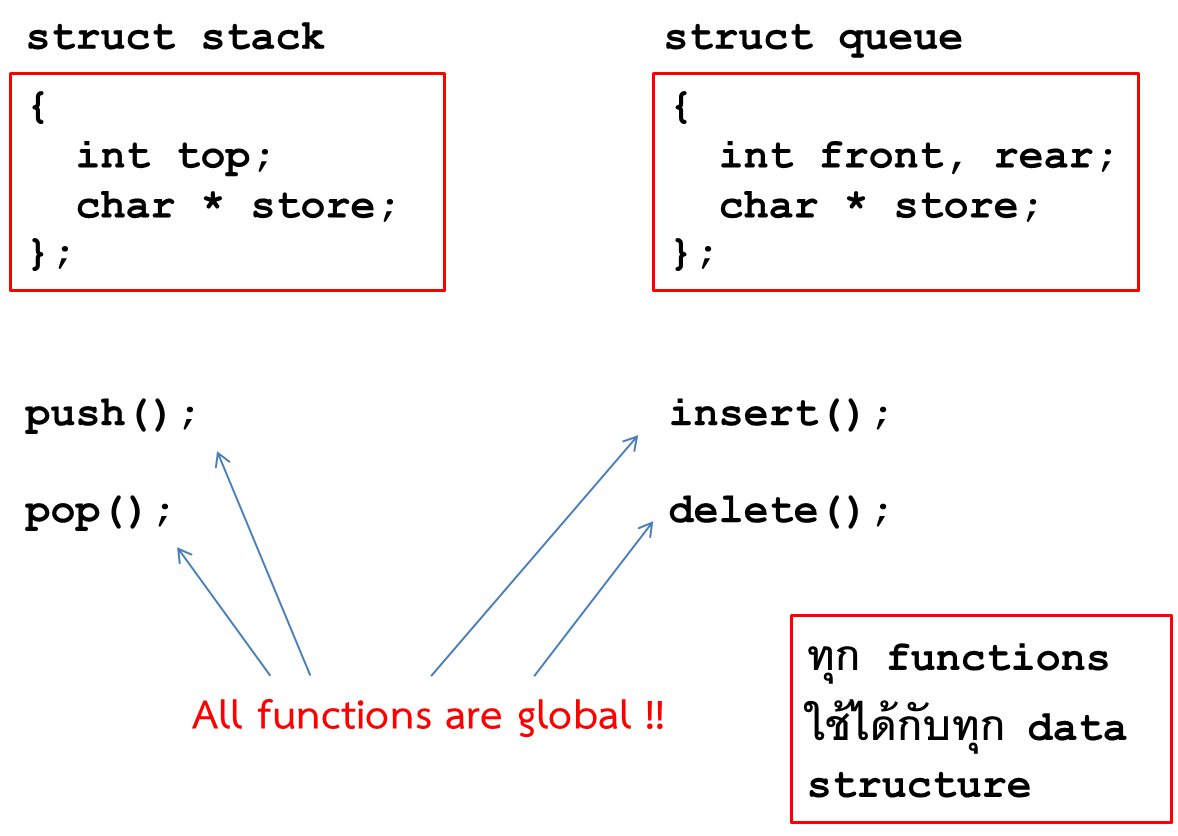 struct stack
{
int top;
char * store;
};
push();
pop();
struct queue
{
int front, rear;
char * store;
};
insert();
delete();
All functions are global !!
ทุก functions
ใช้ได้กับทุก data
structure